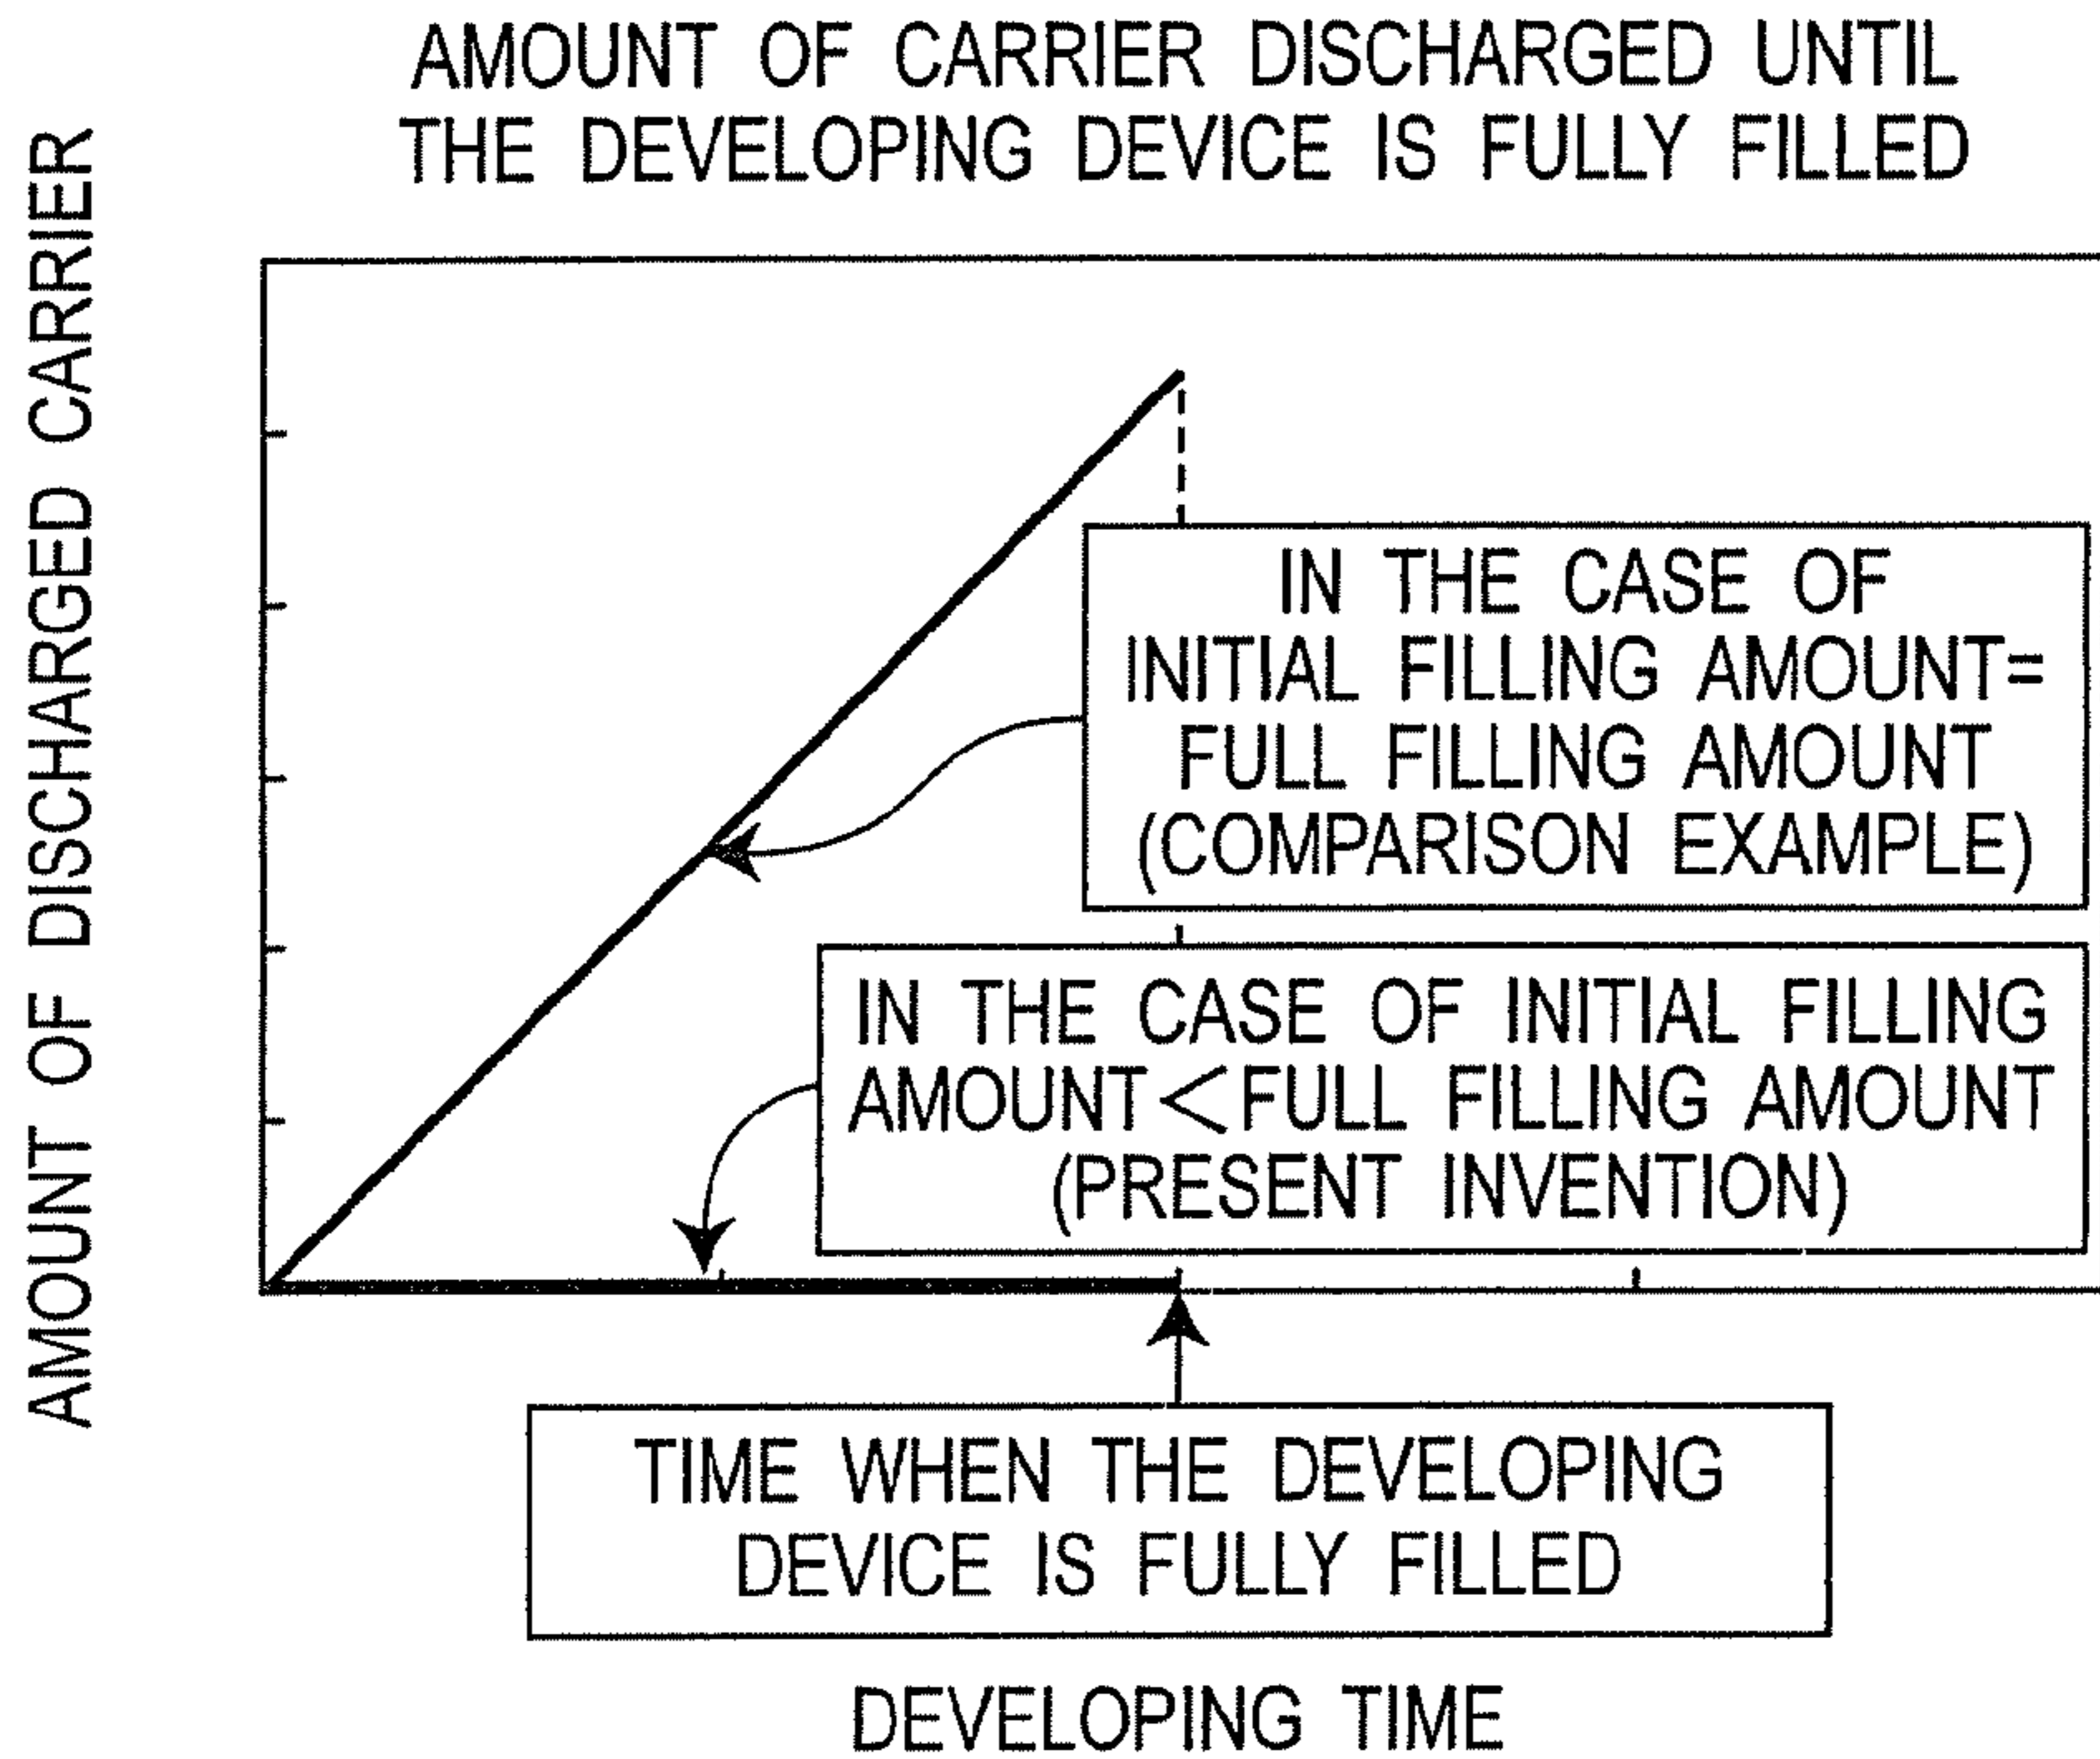 AMOUNT OF CARRIER DISCHARGED UNTIL
THE DEVELOPING DEVICE IS FULLY FILLED
AMOUNT OF DISCHARGED CARRIER
IN THE CASE OF
INITIAL FILLING AMOUNT=
FULL FILLING AMOUNT
(COMPARISON EXAMPLE)
IN THE CASE OF INITIAL FILLING
AMOUNT<FULL FILLING AMOUNT
(PRESENT INVENTION)
TIME WHEN THE DEVELOPING
DEVICE IS FULLY FILLED
DEVELOPING TIME